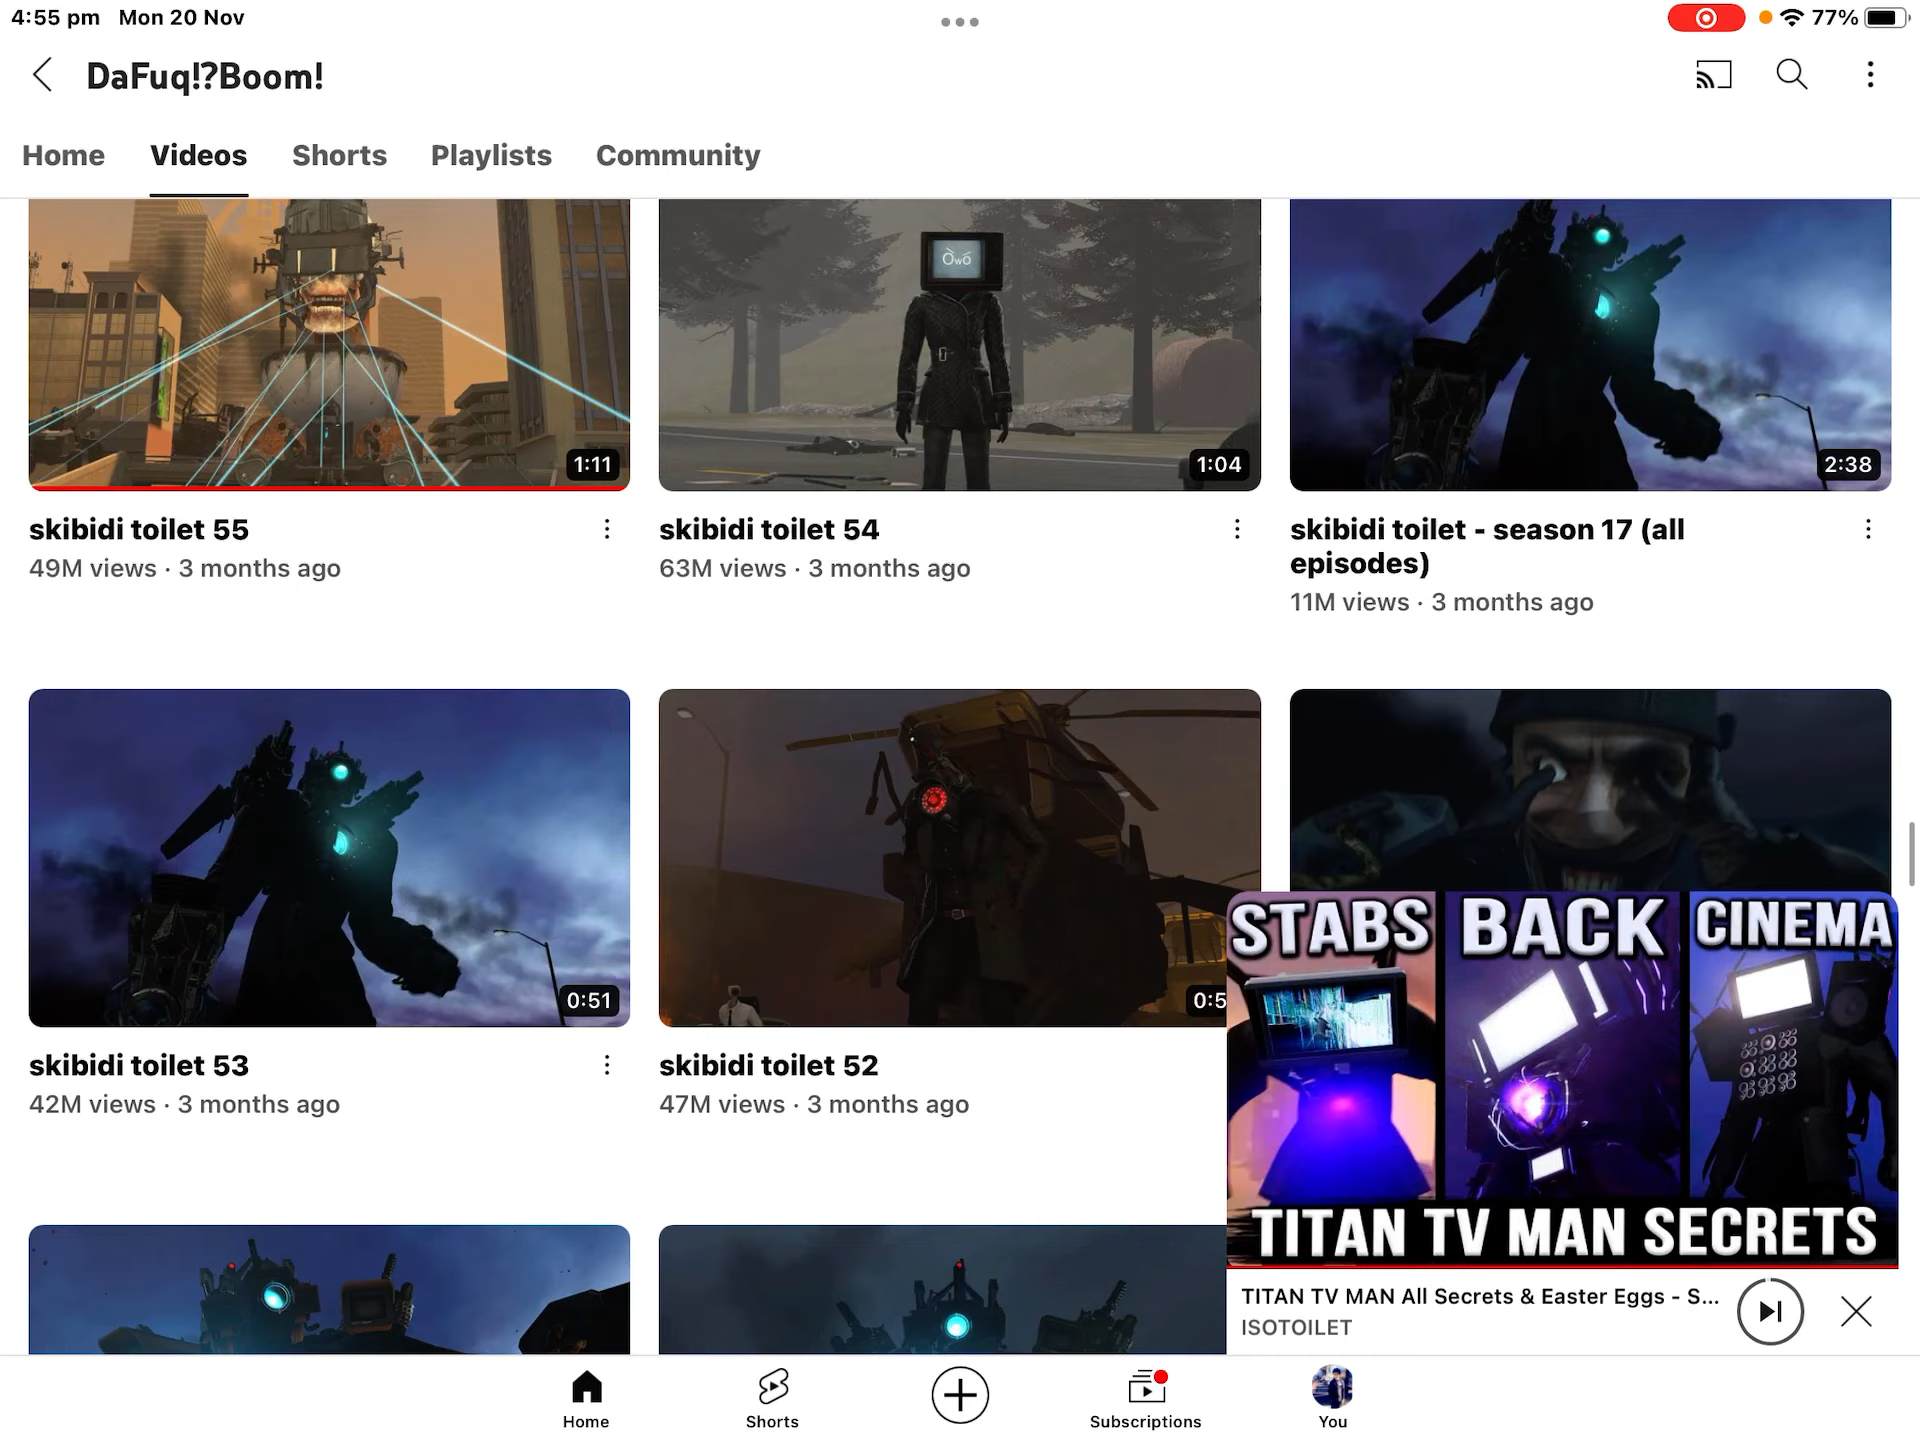 4:55 pm Mon 20 Nov
77%
DaFuq!?Boom!
Home Videos Shorts Playlists Community
OwO
1:11
1:04
2:38
skibidi toilet 55
49M views · 3 months ago
skibidi toilet 54
63M views · 3 months ago
skibidi toilet - season 17 (all
episodes)
11M views · 3 months ago
0:51
0:5
skibidi toilet 53
42M views · 3 months ago
skibidi toilet 52
47M views · 3 months ago
STABS BACK CINEMA
TITAN TV MAN SECRETS
TITAN TV MAN All Secrets & Easter Eggs - S...
ISOTOILET
Home Shorts Subscriptions You